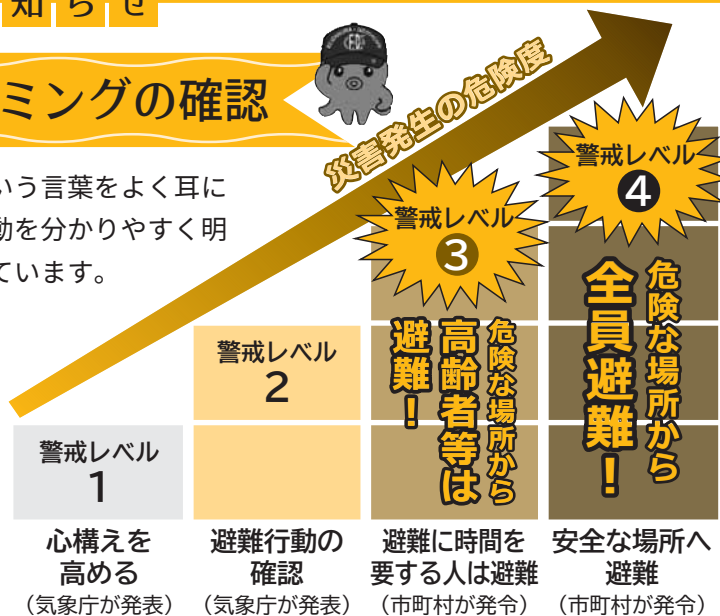 知らせ
ミングの確認
いう言葉をよく耳に
動を分かりやすく明
ています。
災害発生の危険度
警戒レベル
1
心構えを
高める
（気象庁が発表）
警戒レベル
2
避難行動の
確認
（気象庁が発表）
警戒レベル
3
危険な場所から
高齢者等は
避難！
避難に時間を
要する人は避難
（市町村が発令）
警戒レベル
4
危険な場所から
全員避難！
安全な場所へ
避難
（市町村が発令）